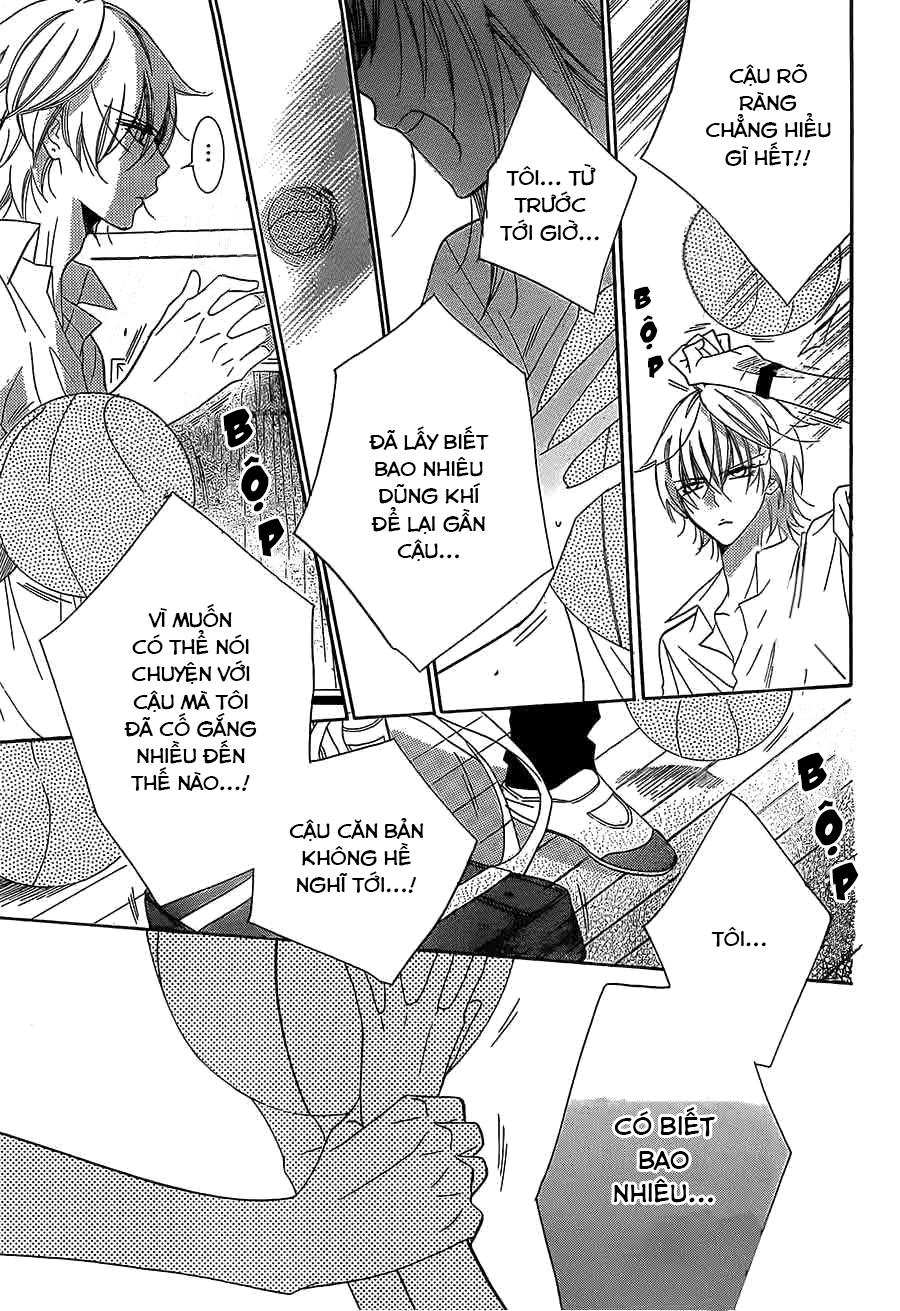 CẬU RÕ
RÀNG
CHẲNG HIỂU
GÌ HẾT!!
BỘP
TÔI... TỪ
TRƯỚC
TỚI GIỜ...
ĐÃ LẤY BIẾT
BAO NHIÊU
DŨNG KHÍ
ĐỂ LẠI GẦN
CẬU...
...
BỘP
VÌ MUỐN
CÓ THỂ NÓI
CHUYỆN VỚI
CẬU MÀ TÔI
ĐÃ CỐ GẮNG
NHIỀU ĐẾN
THẾ NÀO...!
CẬU CĂN BẢN
KHÔNG HỀ
NGHĨ TỚI...!
BỘP
TÔI...
CÓ BIẾT
BAO
NHIÊU...